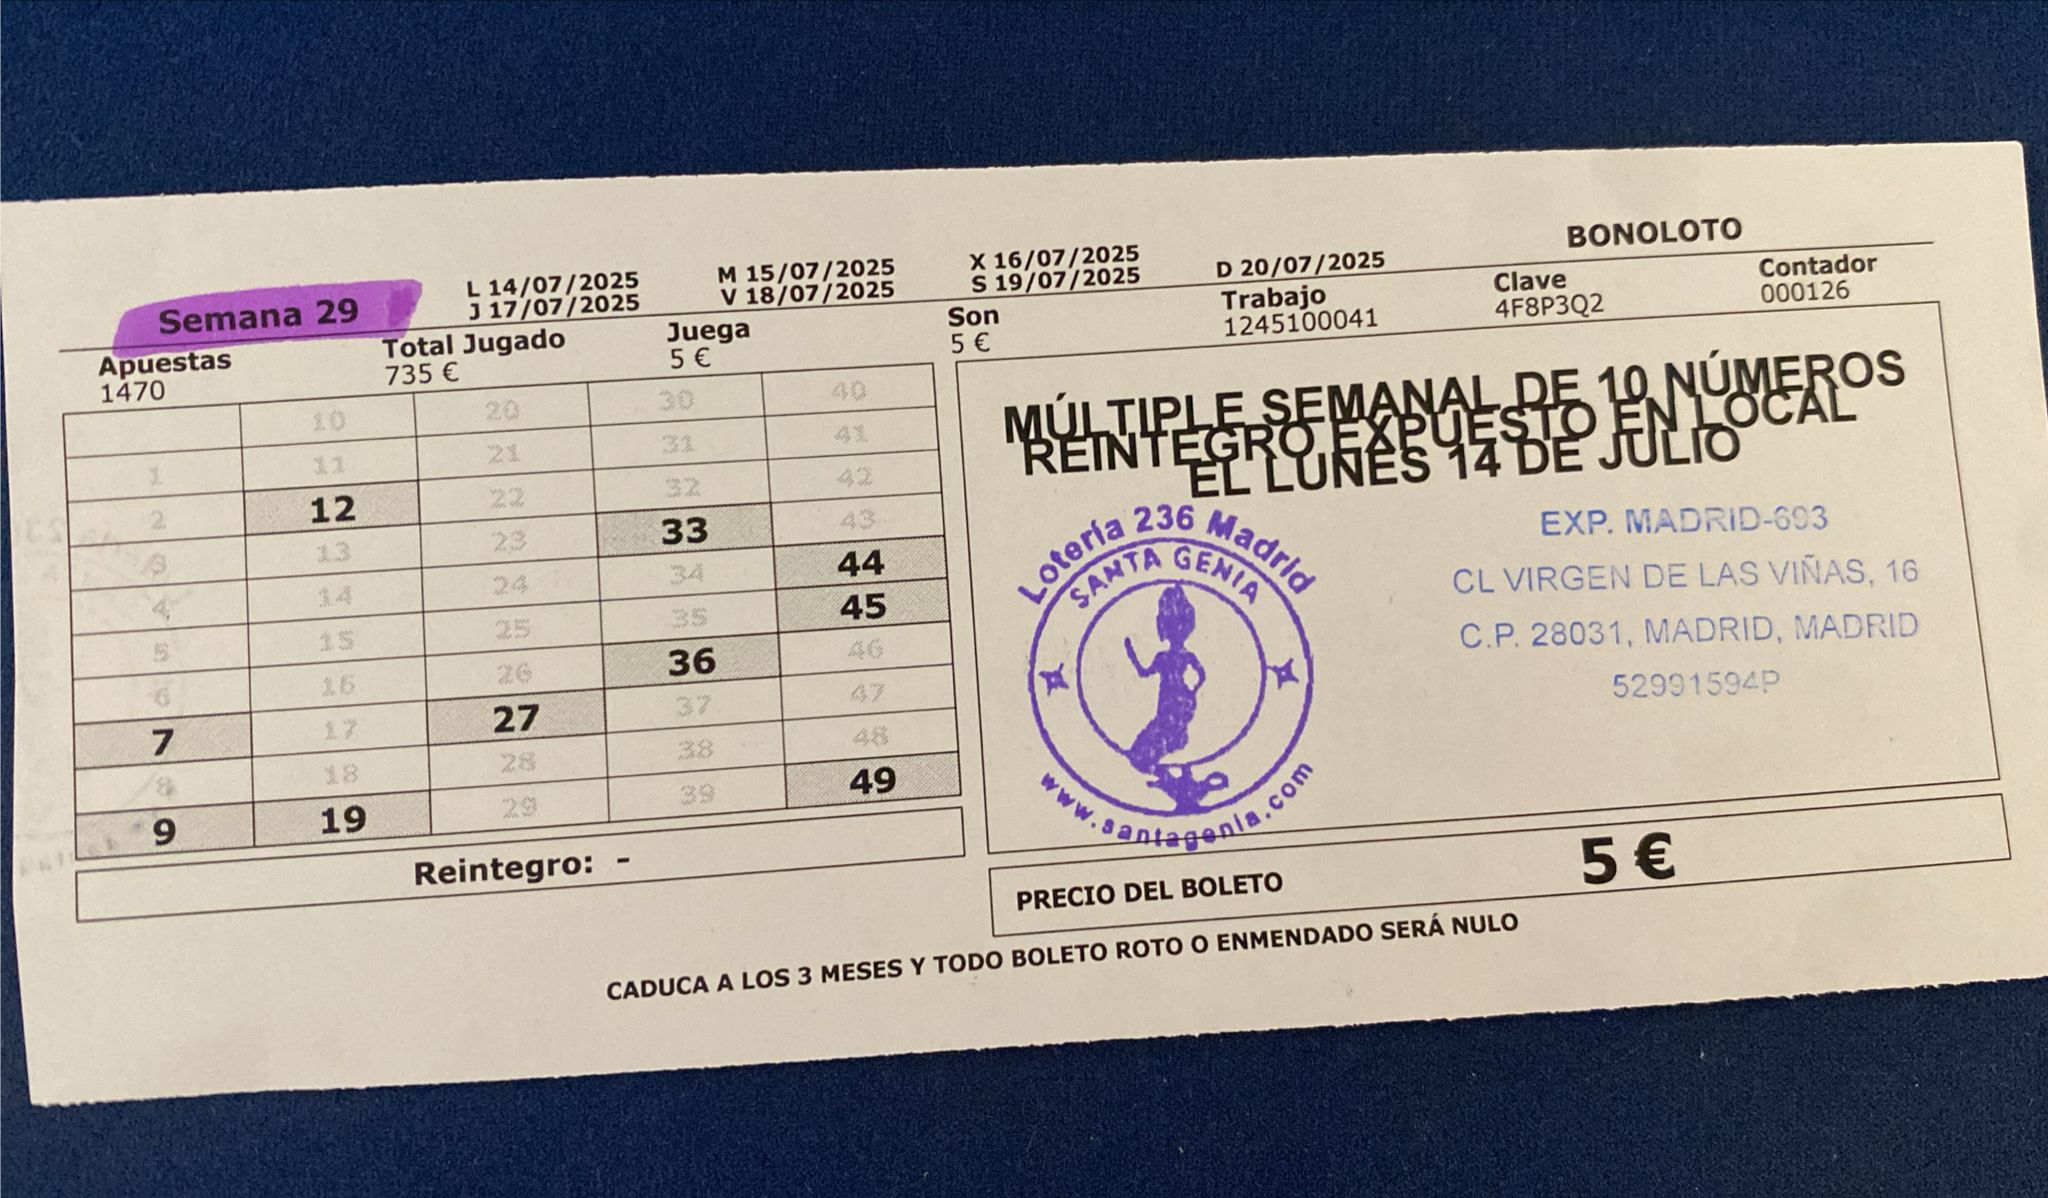 BONOLOTO
Semana 29
L 14/07/2025 M 15/07/2025 X 16/07/2025 D 20/07/2025
J 17/07/2025 V 18/07/2025 S 19/07/2025
Apuestas Total Jugado Juega Son Trabajo Clave Contador
1470 735 € 5 € 5 € 1245100041 4F8P3Q2 000126
10 20 30 40
1 11 21 31 41
2 12 22 32 42
3 13 23 33 43
4 14 24 34 44
5 15 25 35 45
6 16 26 36 46
7 17 27 37 47
8 18 28 38 48
9 19 29 39 49
Reintegro: -
MÚLTIPLE SEMANAL DE 10 NÚMEROS
REINTEGRO EXPUESTO EN LOCAL
EL LUNES 14 DE JULIO
Lotería 236 Madrid
SANTA GENIA
www.santagenia.com
EXP. MADRID-693
CL VIRGEN DE LAS VIÑAS, 16
C.P. 28031, MADRID, MADRID
52991594P
PRECIO DEL BOLETO 5 €
CADUCA A LOS 3 MESES Y TODO BOLETO ROTO O ENMENDADO SERÁ NULO